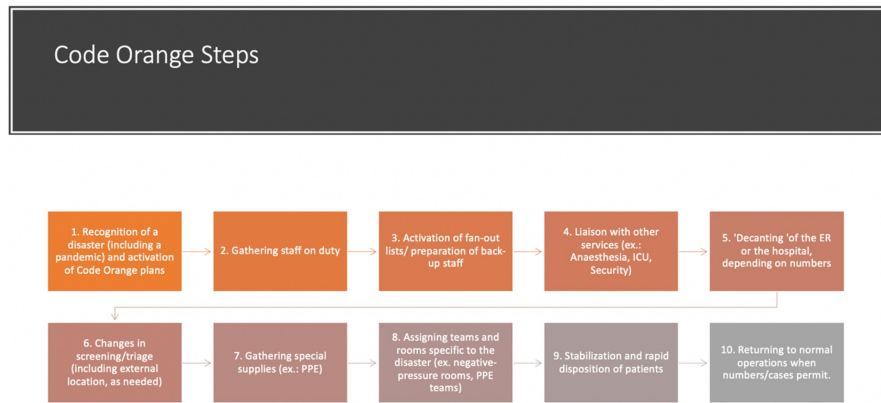 Code Orange Steps
1. Recognition of a
disaster (including a
pandemic) and activation
of Code Orange plans
2. Gathering staff on duty
3. Activation of fan-out
lists/ preparation of back-
up staff
4. Liaison with other
services (ex.:
Anaesthesia, ICU,
Security)
5. 'Decanting 'of the ER
or the hospital,
depending on numbers
6. Changes in
screening/triage
(including external
location, as needed)
7. Gathering special
supplies (ex.: PPE)
8. Assigning teams and
rooms specific to the
disaster (ex. negative-
pressure rooms, PPE
teams)
9. Stabilization and rapid
disposition of patients
10. Returning to normal
operations when
numbers/cases permit.